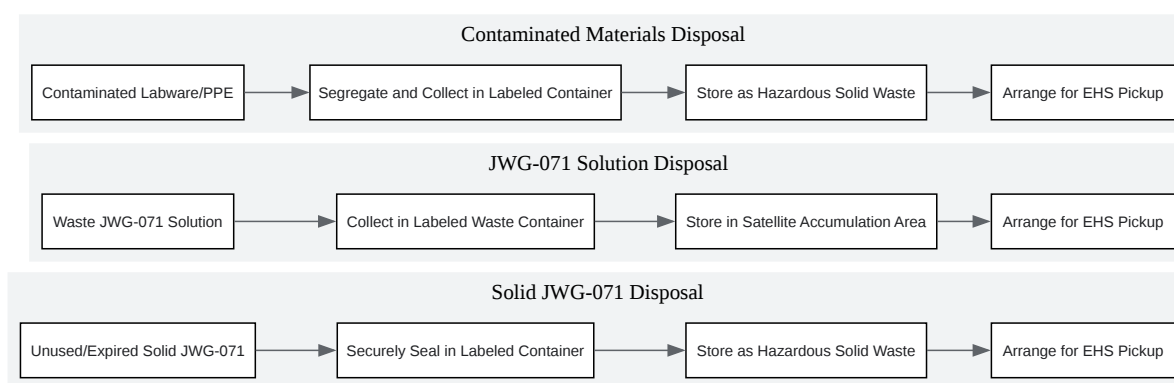 Contaminated Materials Disposal
Contaminated Labware/PPE
Segregate and Collect in Labeled Container
Store as Hazardous Solid Waste
Arrange for EHS Pickup
JWG-071 Solution Disposal
Waste JWG-071 Solution
Collect in Labeled Waste Container
Store in Satellite Accumulation Area
Arrange for EHS Pickup
Solid JWG-071 Disposal
Unused/Expired Solid JWG-071
Securely Seal in Labeled Container
Store as Hazardous Solid Waste
Arrange for EHS Pickup